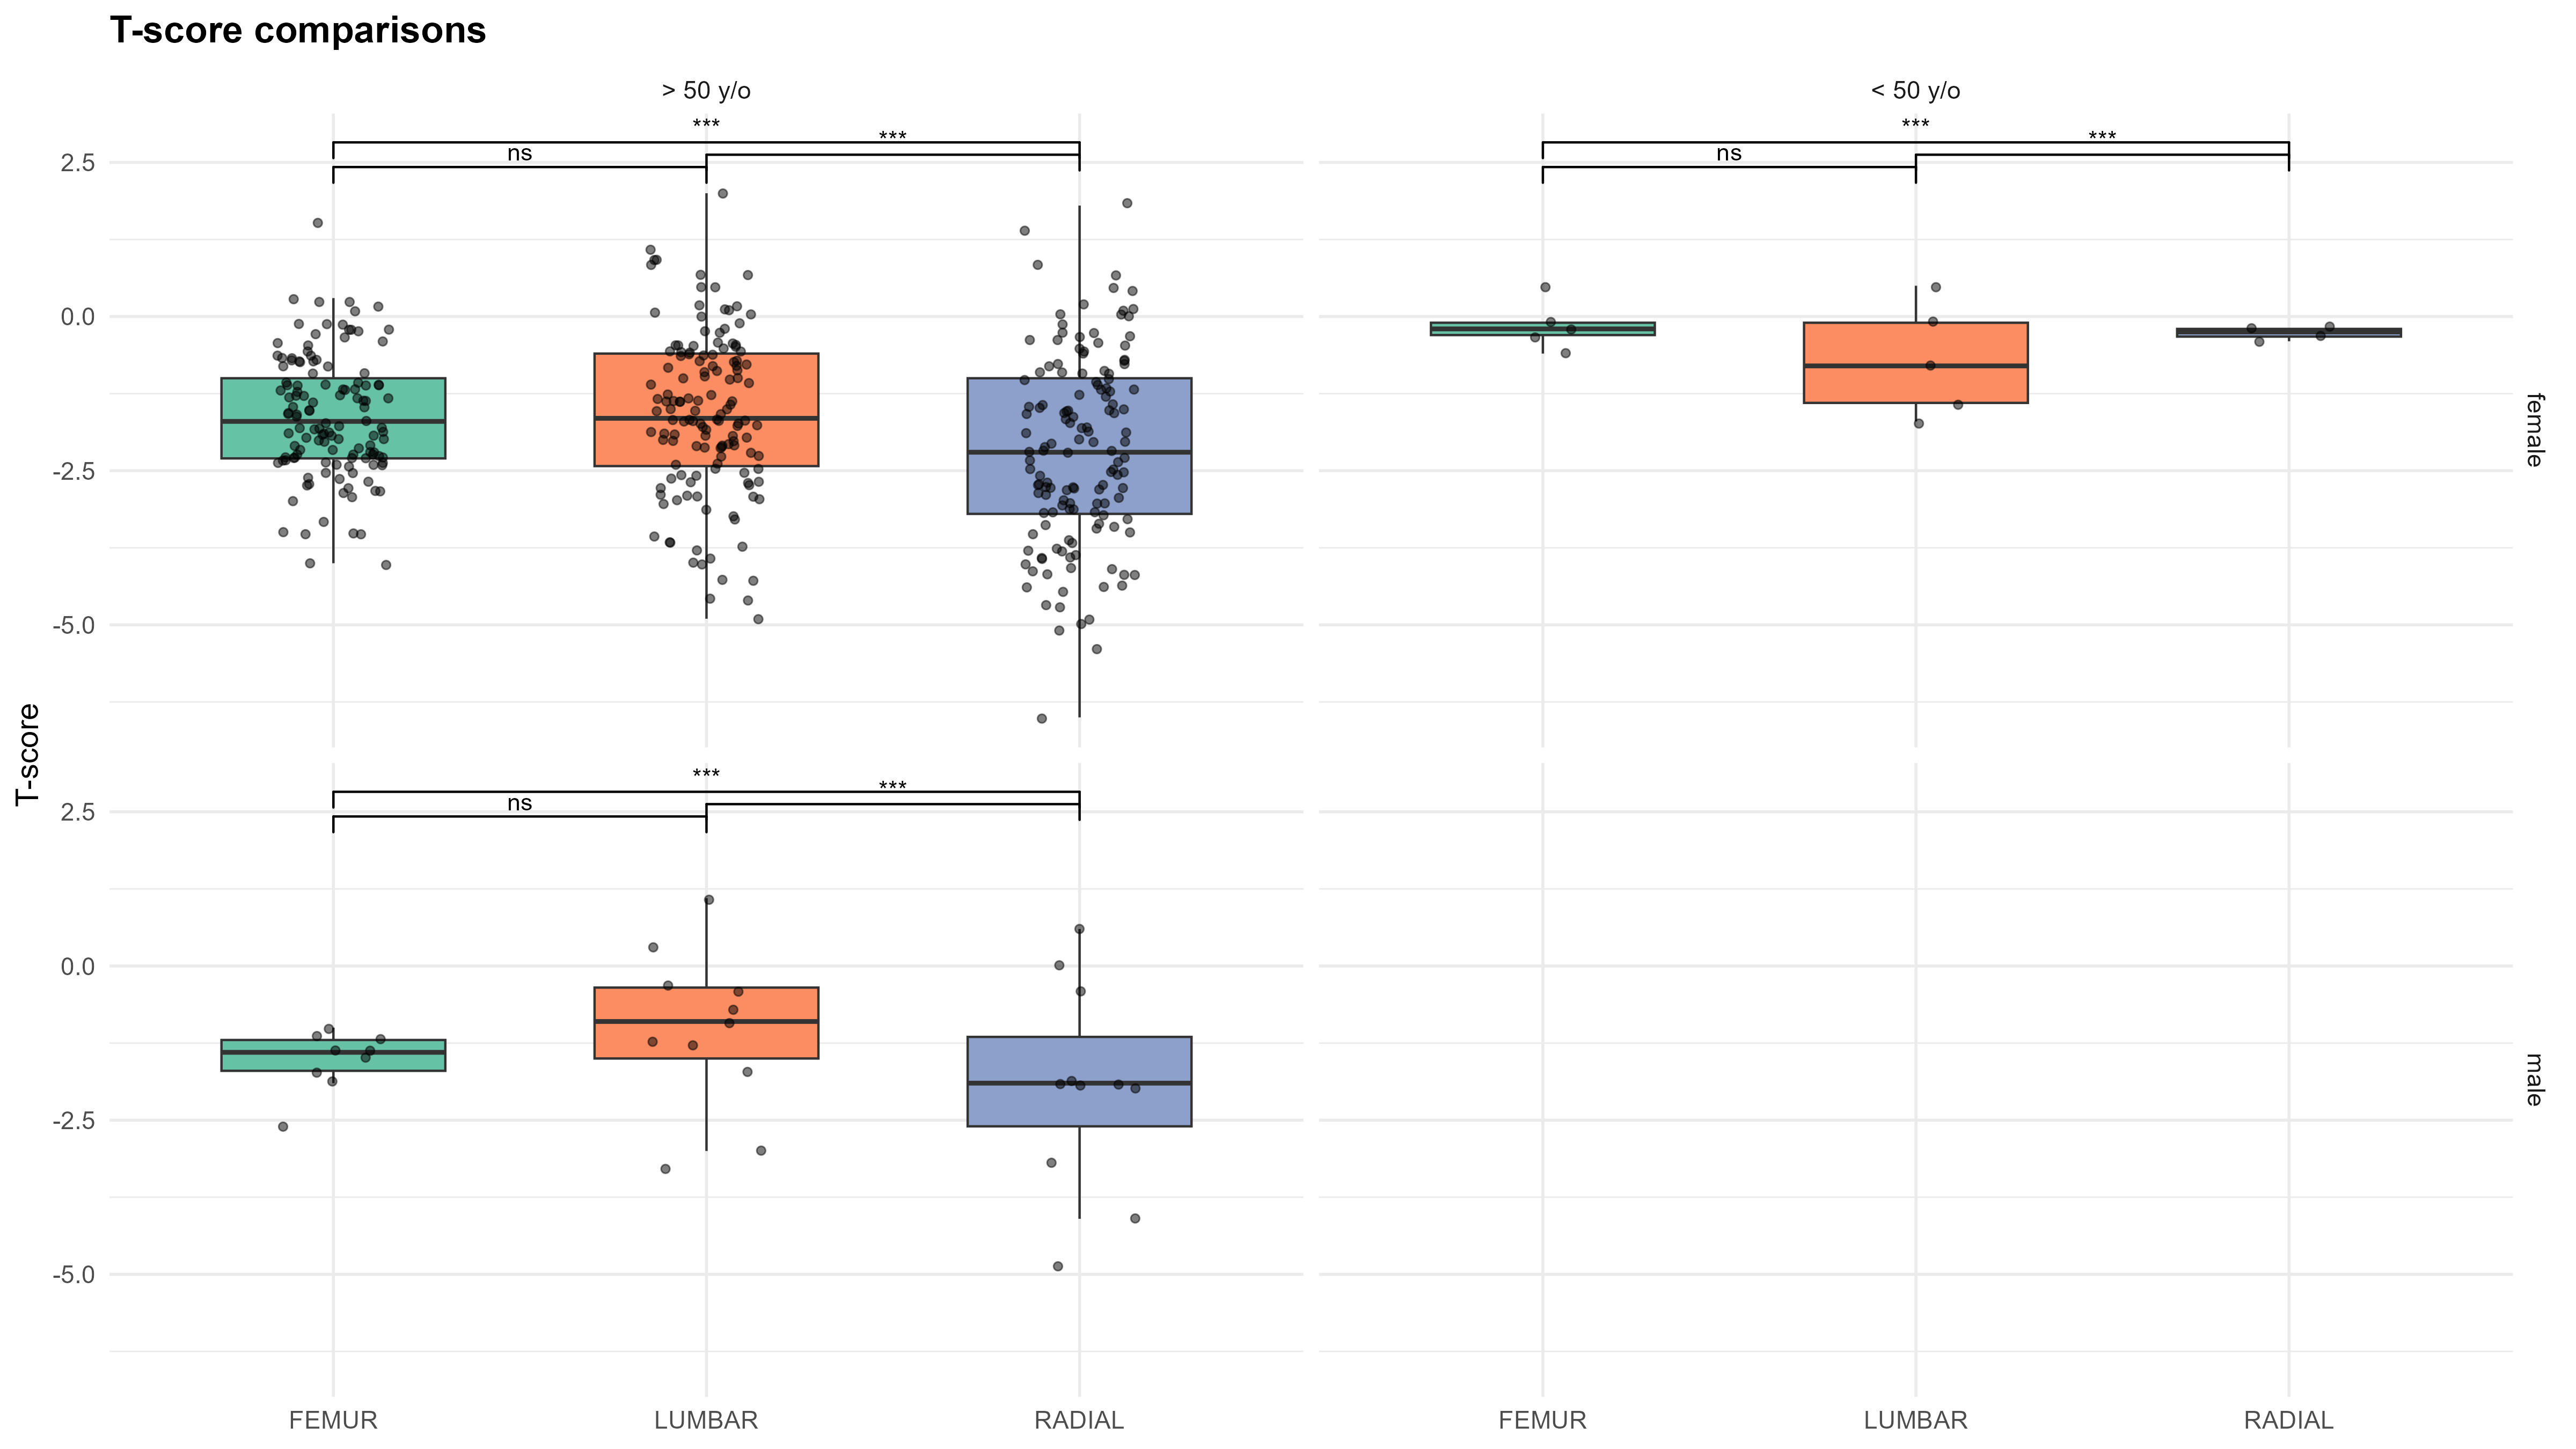 T-score comparisons
> 50 y/o
< 50 y/o
***
***
ns
***
***
ns
2.5
0.0
-2.5
-5.0
female
T-score
***
***
ns
2.5
0.0
-2.5
-5.0
male
FEMUR LUMBAR RADIAL
FEMUR LUMBAR RADIAL